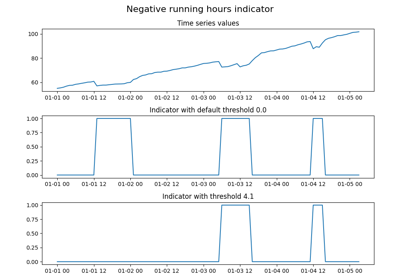 Negative running hours indicator
Time series values
100
80
60
01-01 00 01-01 12 01-02 00 01-02 12 01-03 00 01-03 12 01-04 00 01-04 12 01-05 00
Indicator with default threshold 0.0
1.00
0.75
0.50
0.25
0.00
01-01 00 01-01 12 01-02 00 01-02 12 01-03 00 01-03 12 01-04 00 01-04 12 01-05 00
Indicator with threshold 4.1
1.00
0.75
0.50
0.25
0.00
01-01 00 01-01 12 01-02 00 01-02 12 01-03 00 01-03 12 01-04 00 01-04 12 01-05 00